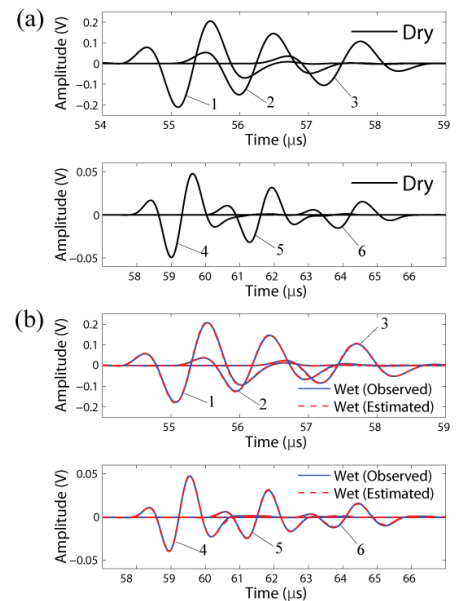 (a)
Amplitude (V)
0.2
0.1
0
−0.1
−0.2
Dry
1
2
3
54 55 56 57 58 59
Time (μs)
Amplitude (V)
0.05
0
−0.05
Dry
4
5
6
58 59 60 61 62 63 64 65 66
Time (μs)
(b)
Amplitude (V)
0.2
0.1
0
−0.1
−0.2
3
1
2
Wet (Observed)
Wet (Estimated)
55 56 57 58 59
Time (μs)
Amplitude (V)
0.05
0
−0.05
Wet (Observed)
Wet (Estimated)
4
5
6
58 59 60 61 62 63 64 65 66
Time (μs)